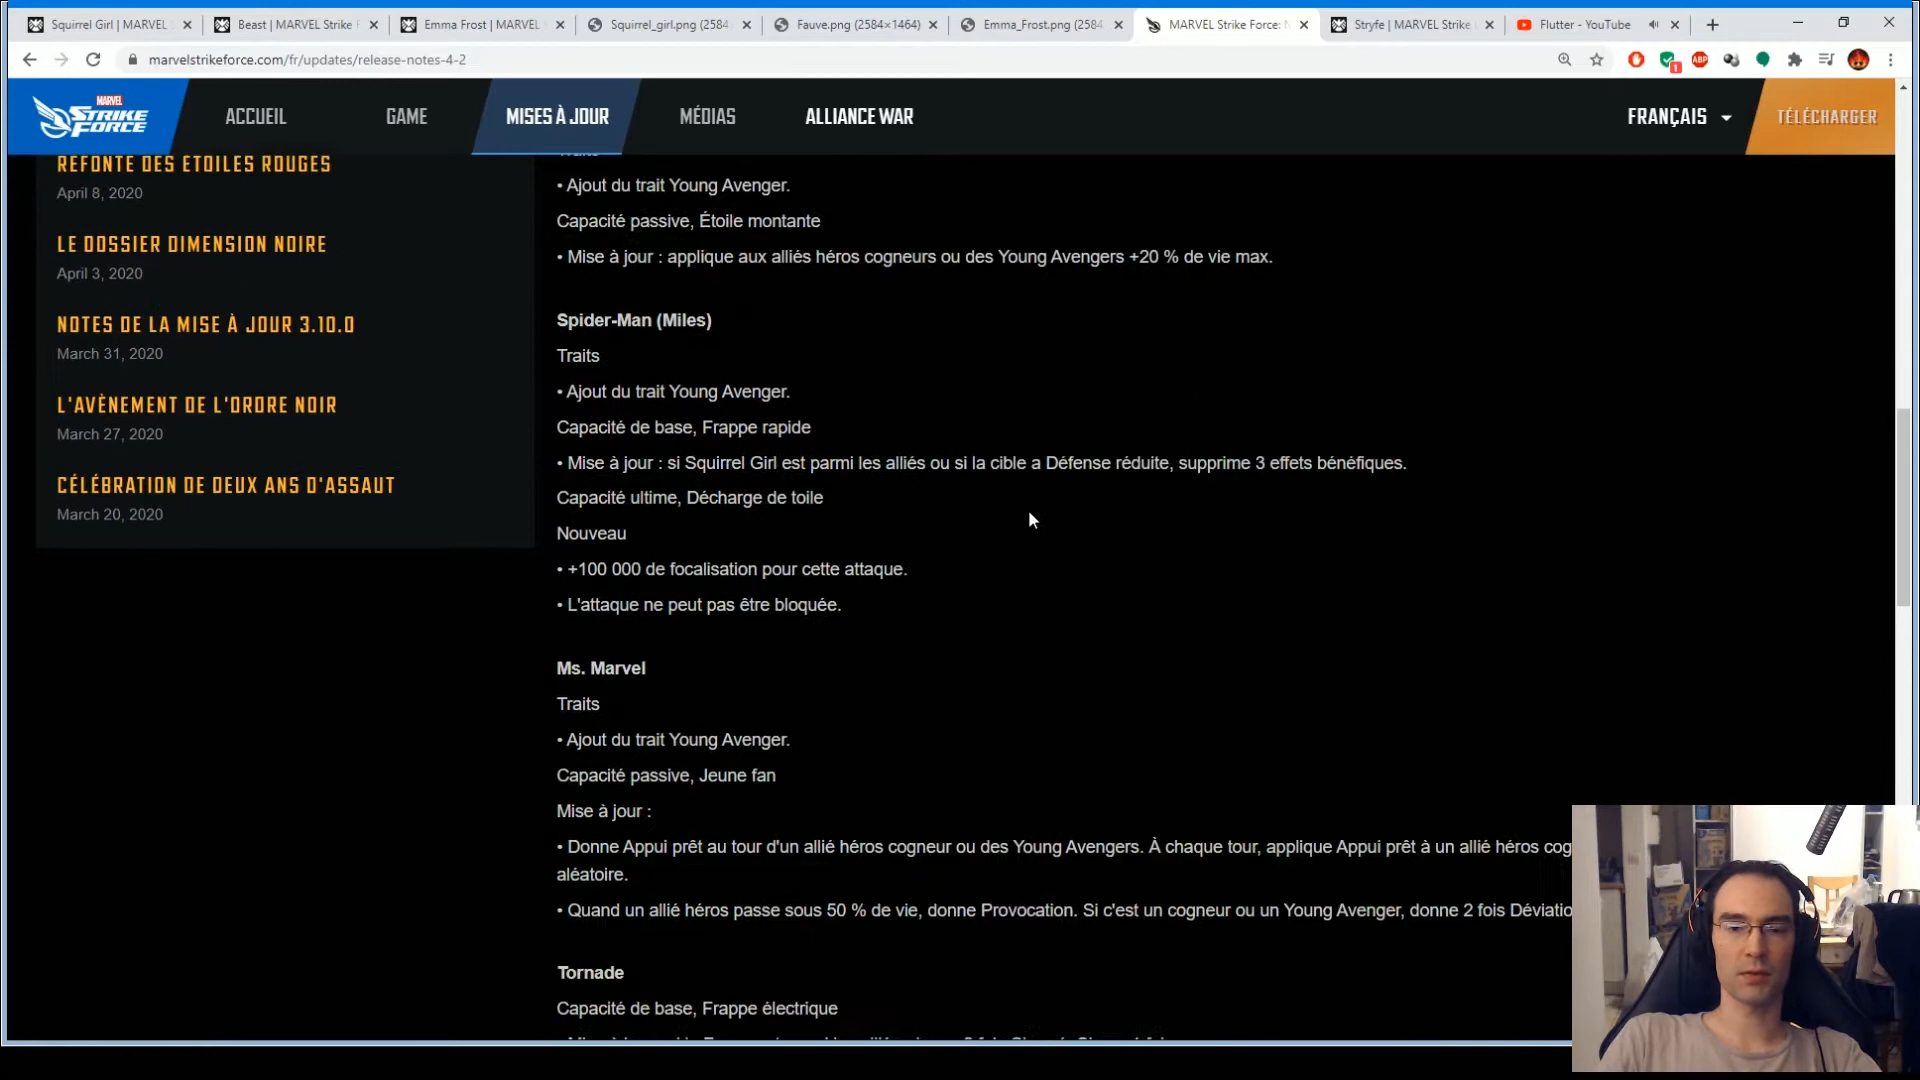 Squirrel Girl | MARVEL
Beast | MARVEL Strike F
Emma Frost | MARVEL
Squirrel_girl.png (2584
Fauve.png (2584×1464)
Emma_Frost.png (2584
MARVEL Strike Force:
Stryfe | MARVEL Strike
Flutter - YouTube
marvelstrikeforce.com/fr/updates/release-notes-4-2
1
ABP
MARVEL
STRIKE
FORCE
ACCUEIL
GAME
MISES À JOUR
MÉDIAS
ALLIANCE WAR
FRANÇAIS
TÉLÉCHARGER
REFONTE DES ETOILES ROUGES
April 8, 2020
LE DOSSIER DIMENSION NOIRE
April 3, 2020
NOTES DE LA MISE À JOUR 3.10.0
March 31, 2020
L'AVÈNEMENT DE L'ORDRE NOIR
March 27, 2020
CÉLÉBRATION DE DEUX ANS D'ASSAUT
March 20, 2020
• Ajout du trait Young Avenger.
Capacité passive, Étoile montante
• Mise à jour : applique aux alliés héros cogneurs ou des Young Avengers +20 % de vie max.
Spider-Man (Miles)
Traits
• Ajout du trait Young Avenger.
Capacité de base, Frappe rapide
• Mise à jour : si Squirrel Girl est parmi les alliés ou si la cible a Défense réduite, supprime 3 effets bénéfiques.
Capacité ultime, Décharge de toile
Nouveau
• +100 000 de focalisation pour cette attaque.
• L'attaque ne peut pas être bloquée.
Ms. Marvel
Traits
• Ajout du trait Young Avenger.
Capacité passive, Jeune fan
Mise à jour :
• Donne Appui prêt au tour d'un allié héros cogneur ou des Young Avengers. À chaque tour, applique Appui prêt à un allié héros cog
aléatoire.
• Quand un allié héros passe sous 50 % de vie, donne Provocation. Si c'est un cogneur ou un Young Avenger, donne 2 fois Déviatio
Tornade
Capacité de base, Frappe électrique